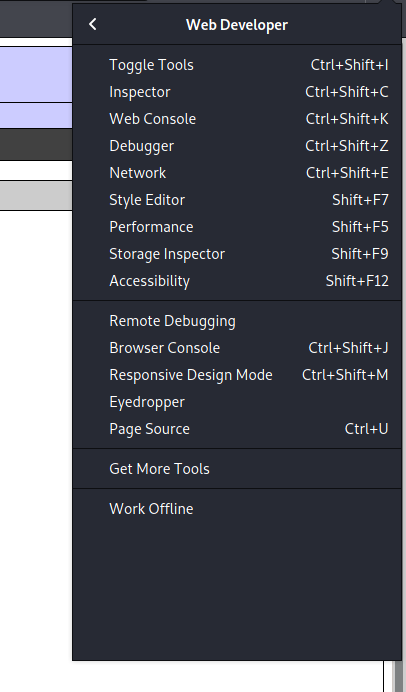 Web Developer
Toggle Tools Ctrl+Shift+I
Inspector Ctrl+Shift+C
Web Console Ctrl+Shift+K
Debugger Ctrl+Shift+Z
Network Ctrl+Shift+E
Style Editor Shift+F7
Performance Shift+F5
Storage Inspector Shift+F9
Accessibility Shift+F12
Remote Debugging
Browser Console Ctrl+Shift+J
Responsive Design Mode Ctrl+Shift+M
Eyedropper
Page Source Ctrl+U
Get More Tools
Work Offline